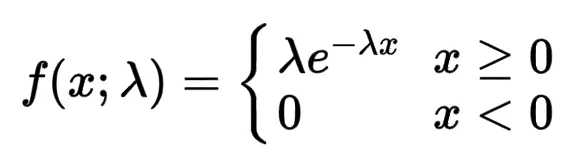 f(x; λ) = { λe^{−λx} x ≥ 0
0 x < 0